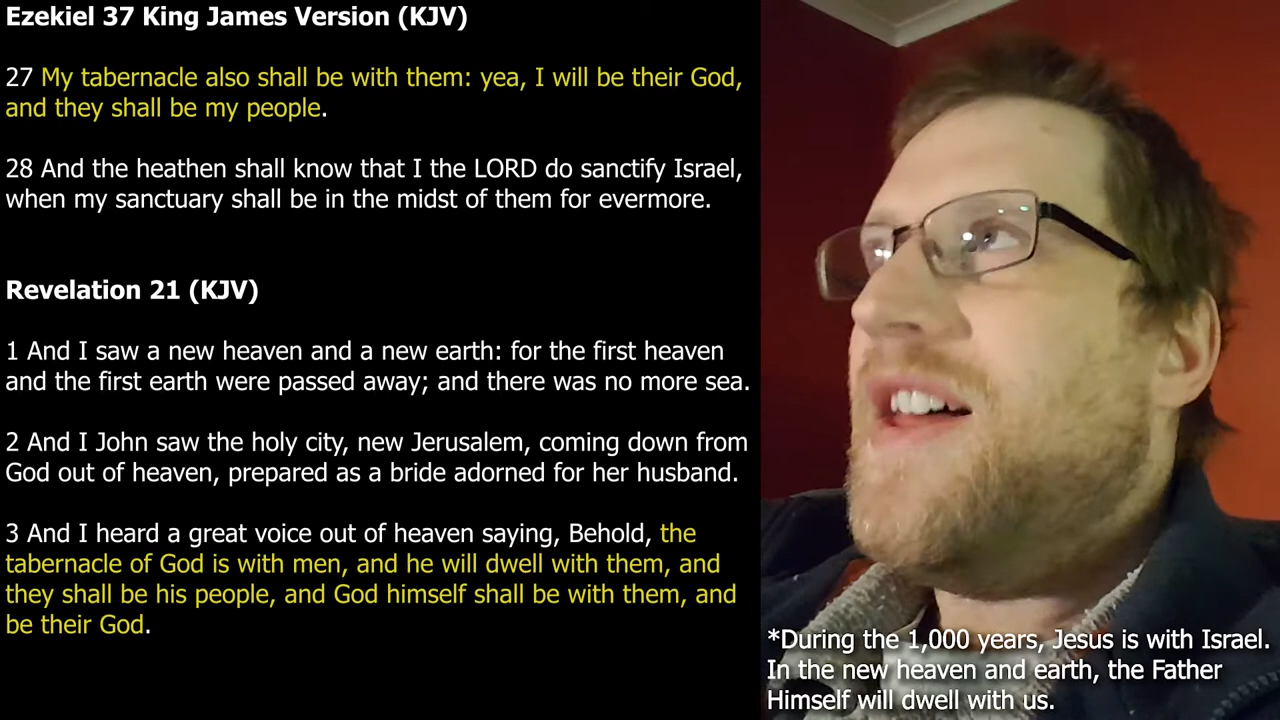 Ezekiel 37 King James Version (KJV)
27 My tabernacle also shall be with them: yea, I will be their God,
and they shall be my people.
28 And the heathen shall know that I the LORD do sanctify Israel,
when my sanctuary shall be in the midst of them for evermore.
Revelation 21 (KJV)
1 And I saw a new heaven and a new earth: for the first heaven
and the first earth were passed away; and there was no more sea.
2 And I John saw the holy city, new Jerusalem, coming down from
God out of heaven, prepared as a bride adorned for her husband.
3 And I heard a great voice out of heaven saying, Behold, the
tabernacle of God is with men, and he will dwell with them, and
they shall be his people, and God himself shall be with them, and
be their God.
*During the 1,000 years, Jesus is with Israel.
In the new heaven and earth, the Father
Himself will dwell with us.